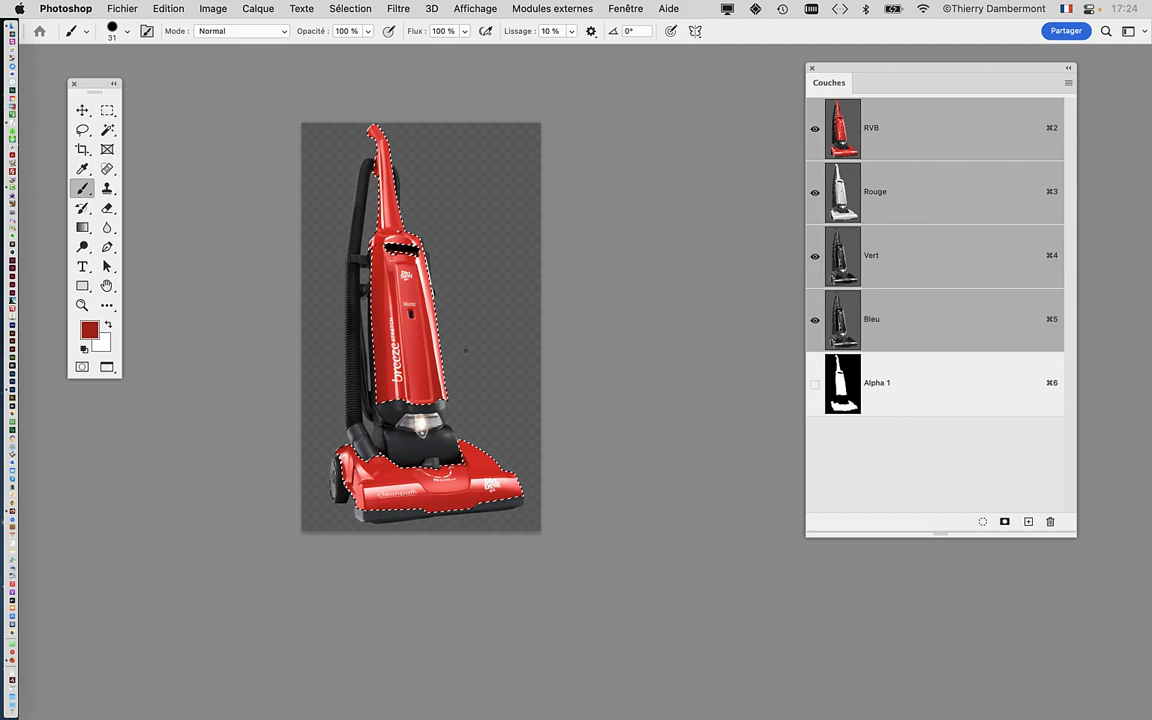 Photoshop Fichier Edition Image Calque Texte Sélection Filtre 3D Affichage Modules externes Fenêtre Aide ©Thierry Dambermont 17:24
31 Mode : Normal Opacité : 100 % Flux : 100 % Lissage : 10 % 0° Partager
Couches
RVB ⌘2
Rouge ⌘3
Vert ⌘4
Bleu ⌘5
Alpha 1 ⌘6
breeze
cleanpath